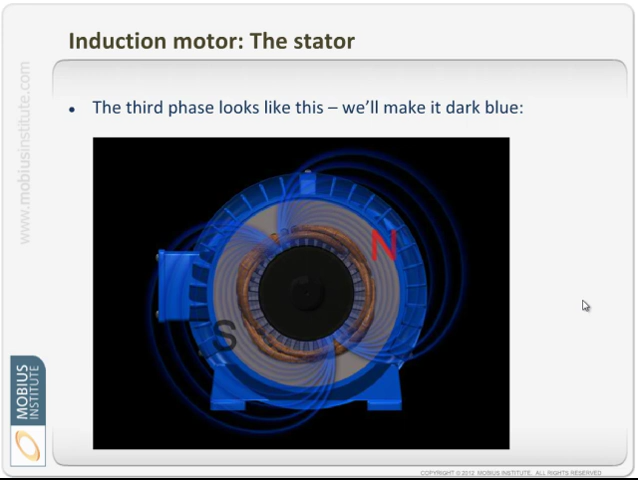 Induction motor: The stator
• The third phase looks like this – we'll make it dark blue:
N
S
www.mobiusinstitute.com
MOBIUS
INSTITUTE
COPYRIGHT © 2012 MOBIUS INSTITUTE. ALL RIGHTS RESERVED